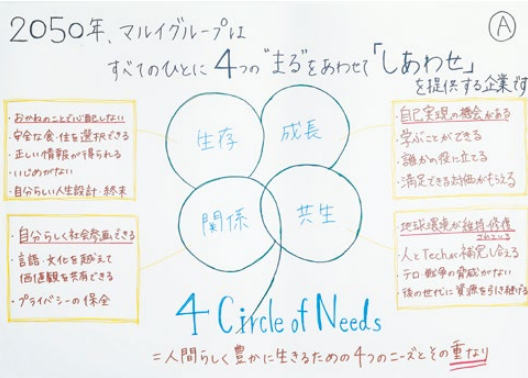 2050年、マルイグループは
Ⓐ
すべてのひとに 4つの“まる”をあわせて「しあわせ」
を提供する企業です
・おかねのことで心配しない
・安全な食・住を選択できる
・正しい情報が得られる
・いじめがない
・自分らしい人生設計・終末
生存
成長
・自己実現の機会がある
・学ぶことができる
・誰かの役に立てる
・満足できる対価がもらえる
・自分らしく社会参画できる
・言語・文化を越えて
価値観を共有できる
・プライバシーの保全
関係
共生
・地球環境が維持・修復
されている
・人とTechが補完し合える
・テロ・戦争の脅威がない
・後の世代に資源を引き継げる
4 Circle of Needs
=人間らしく豊かに生きるための4つのニーズとその重なり